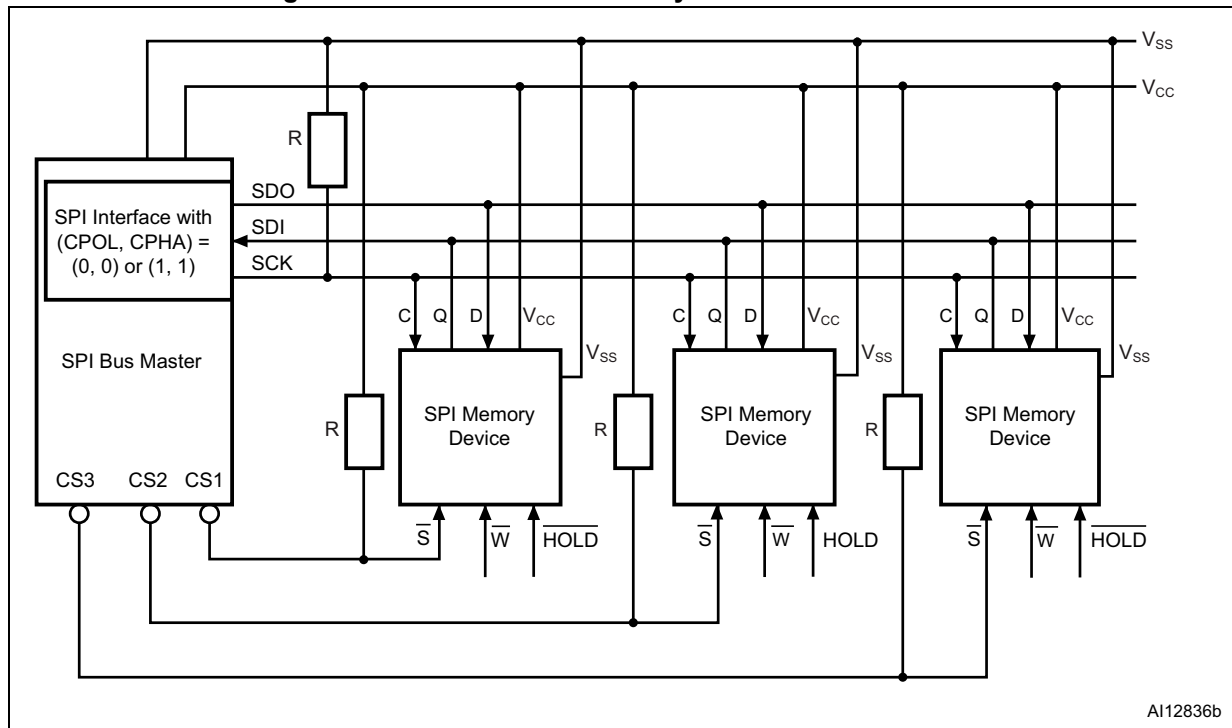 VSS
VCC
R
SDO
SPI Interface with
(CPOL, CPHA) =
(0, 0) or (1, 1)
SDI
SCK
SPI Bus Master
CS3 CS2 CS1
C Q D VCC
VSS
R
SPI Memory
Device
S̅ W̅ H̅O̅L̅D̅
C Q D VCC
VSS
R
SPI Memory
Device
S̅ W̅ HOLD
C Q D VCC
VSS
R
SPI Memory
Device
S̅ W̅ H̅O̅L̅D̅
AI12836b